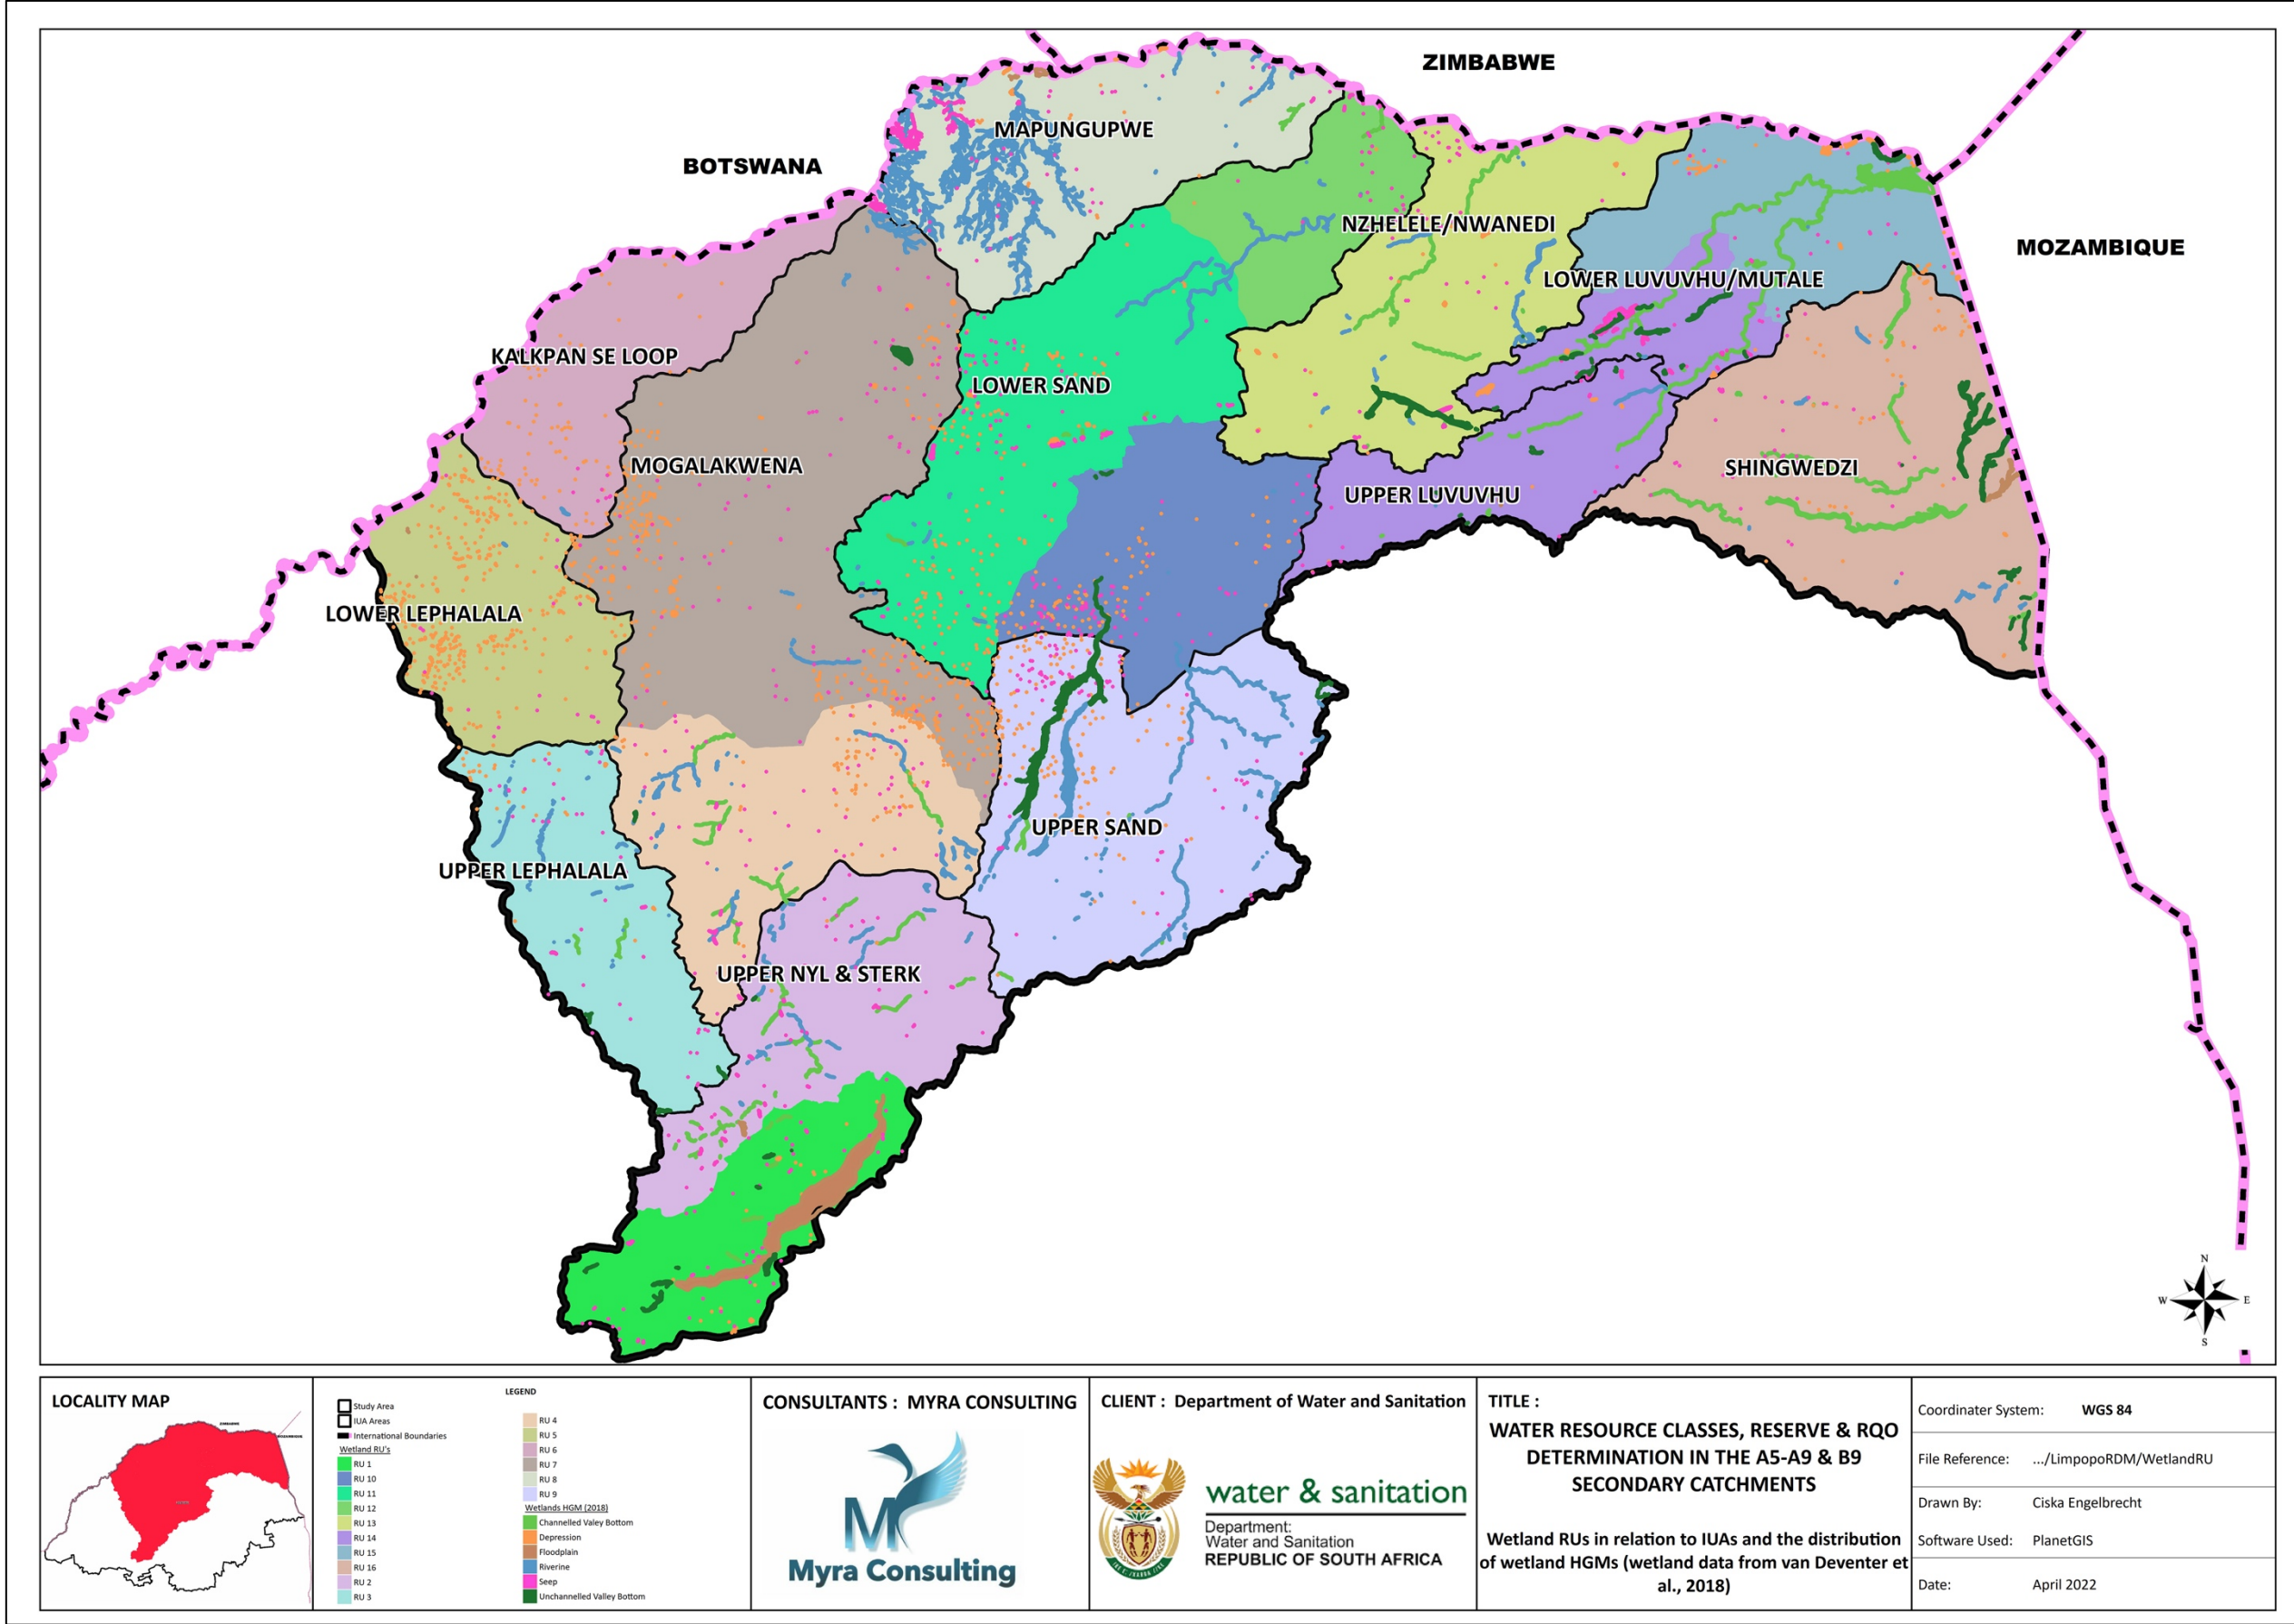 ZIMBABWE
BOTSWANA
MOZAMBIQUE
MAPUNGUPWE
NZHELELE/NWANEDI
LOWER LUVUVHU/MUTALE
KALKPAN SE LOOP
LOWER SAND
MOGALAKWENA
SHINGWEDZI
UPPER LUVUVHU
LOWER LEPHALALA
UPPER SAND
UPPER LEPHALALA
UPPER NYL & STERK
N
W
E
S
LOCALITY MAP
ZIMBABWE
MOZAMBIQUE
LEGEND
Study Area
IUA Areas
International Boundaries
Wetland RU's
RU 1
RU 10
RU 11
RU 12
RU 13
RU 14
RU 15
RU 16
RU 2
RU 3
RU 4
RU 5
RU 6
RU 7
RU 8
RU 9
Wetlands HGM (2018)
Channelled Valey Bottom
Depression
Floodplain
Riverine
Seep
Unchannelled Valley Bottom
CONSULTANTS : MYRA CONSULTING
M
Myra Consulting
CLIENT : Department of Water and Sanitation
water & sanitation
Department:
Water and Sanitation
REPUBLIC OF SOUTH AFRICA
TITLE :
WATER RESOURCE CLASSES, RESERVE & RQO
DETERMINATION IN THE A5-A9 & B9
SECONDARY CATCHMENTS
Wetland RUs in relation to IUAs and the distribution
of wetland HGMs (wetland data from van Deventer et
al., 2018)
Coordinater System: WGS 84
File Reference: .../LimpopoRDM/WetlandRU
Drawn By: Ciska Engelbrecht
Software Used: PlanetGIS
Date: April 2022